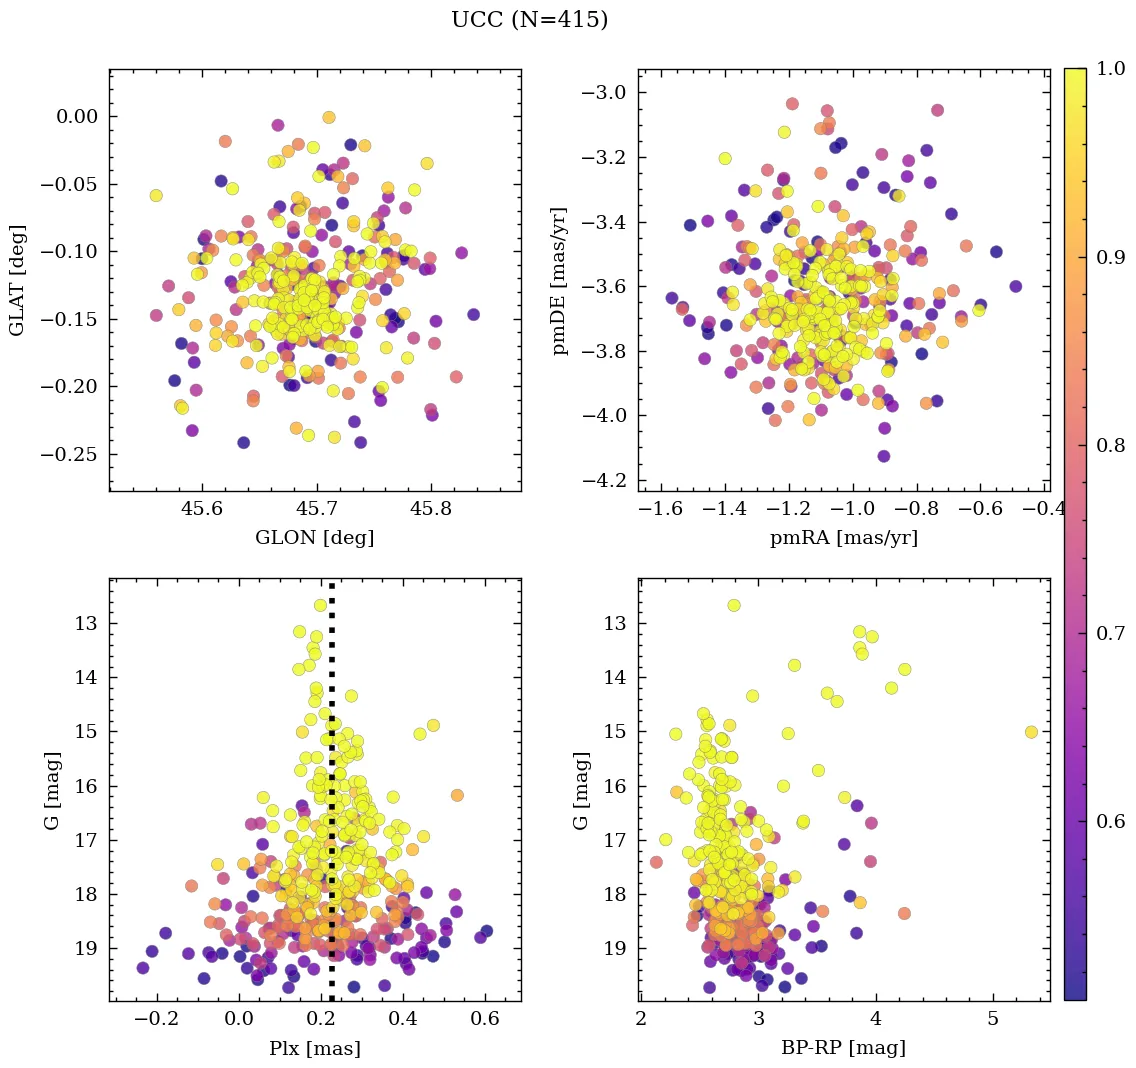 UCC (N=415)
0.00
−0.05
−0.10
−0.15
−0.20
−0.25
GLAT [deg]
45.6 45.7 45.8
GLON [deg]
−3.0
−3.2
−3.4
−3.6
−3.8
−4.0
−4.2
pmDE [mas/yr]
−1.6 −1.4 −1.2 −1.0 −0.8 −0.6 −0.4
pmRA [mas/yr]
13
14
15
16
17
18
19
G [mag]
−0.2 0.0 0.2 0.4 0.6
Plx [mas]
13
14
15
16
17
18
19
G [mag]
2 3 4 5
BP-RP [mag]
1.0
0.9
0.8
0.7
0.6